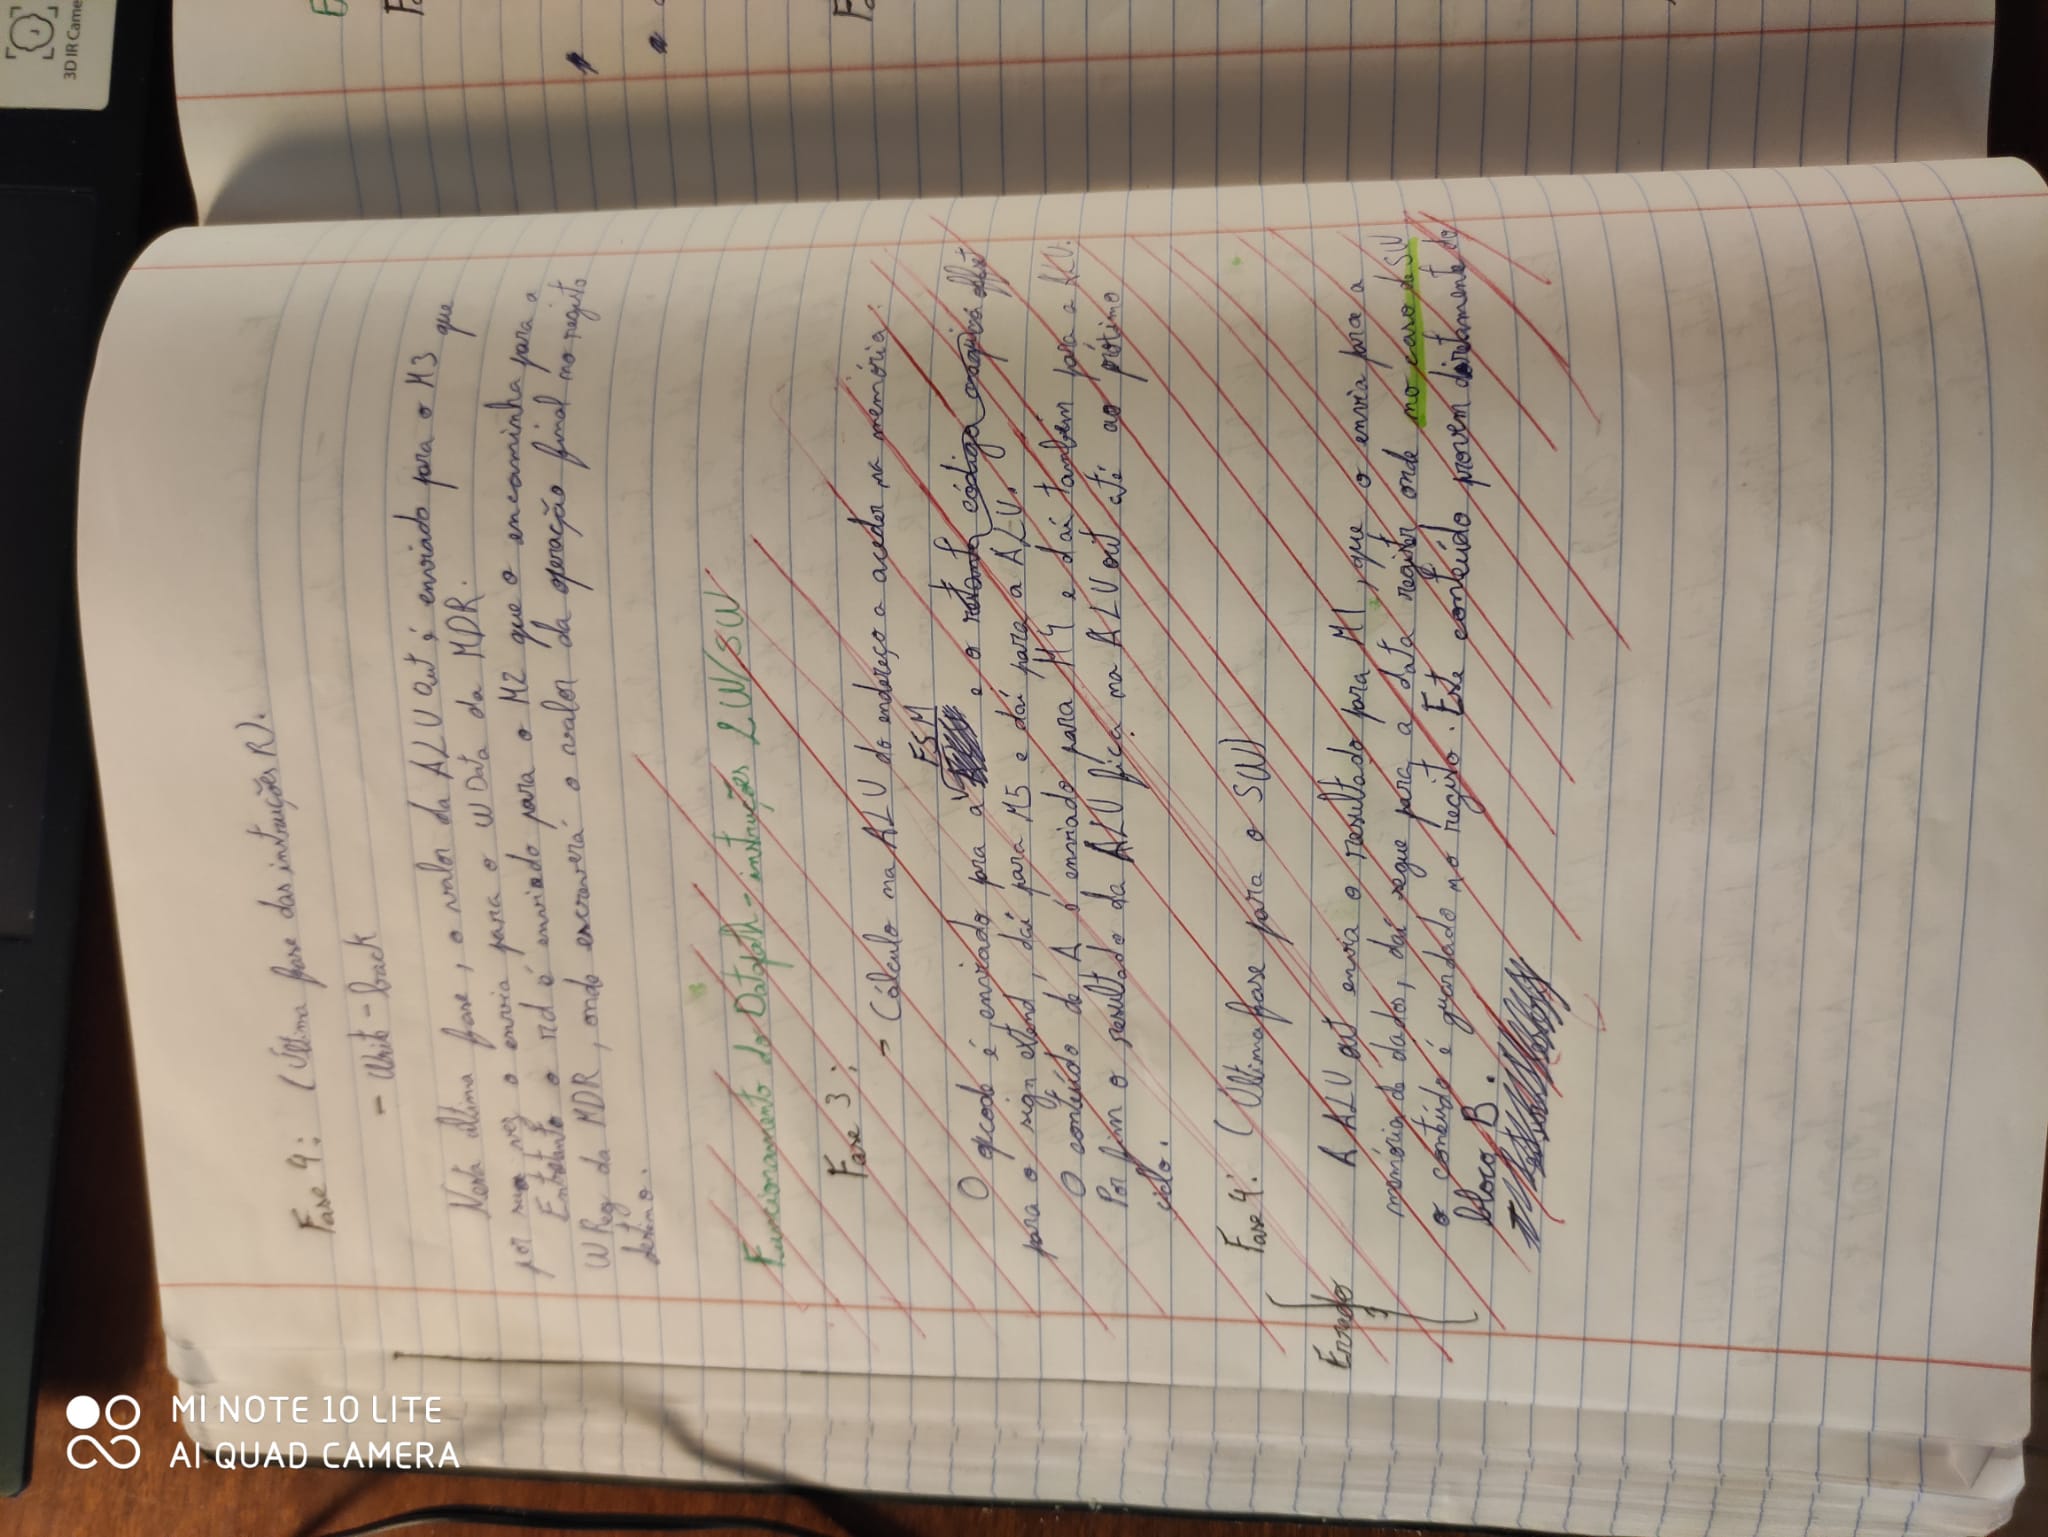 3D IR Came
MI NOTE 10 LITE
AI QUAD CAMERA
Fase 4: (Última fase das instruções R).
- Write-back
Nesta última fase, o valor da ALU Out é enviado para o M3 que
por sua vez o envia para o W Data da MDR.
Entretanto o rd é enviado para o M2 que o encaminha para a
W Reg da MDR, onde escreverá o valor da operação final no registo
destino.
Funcionamento do Datapath - instruções LW/SW
Fase 3:
- Cálculo na ALU do endereço a aceder na memória.
FSM
O opcode é enviado pra a e o restante código offset
para o sign extend, daí para M5 e daí para a ALU.
O conteúdo de A é enviado para M4 e daí também para a ALU.
Por fim o resultado da ALU fica na ALU out até ao próximo
ciclo.
Fase 4: (Última fase para o SW)
Errado
A ALU out envia o resultado para M1, que o envia para a
memória de dados, daí segue para a data register onde no caso de SW
o conteúdo é guardado no registo. Este conteúdo provem diretamente do
bloco B.